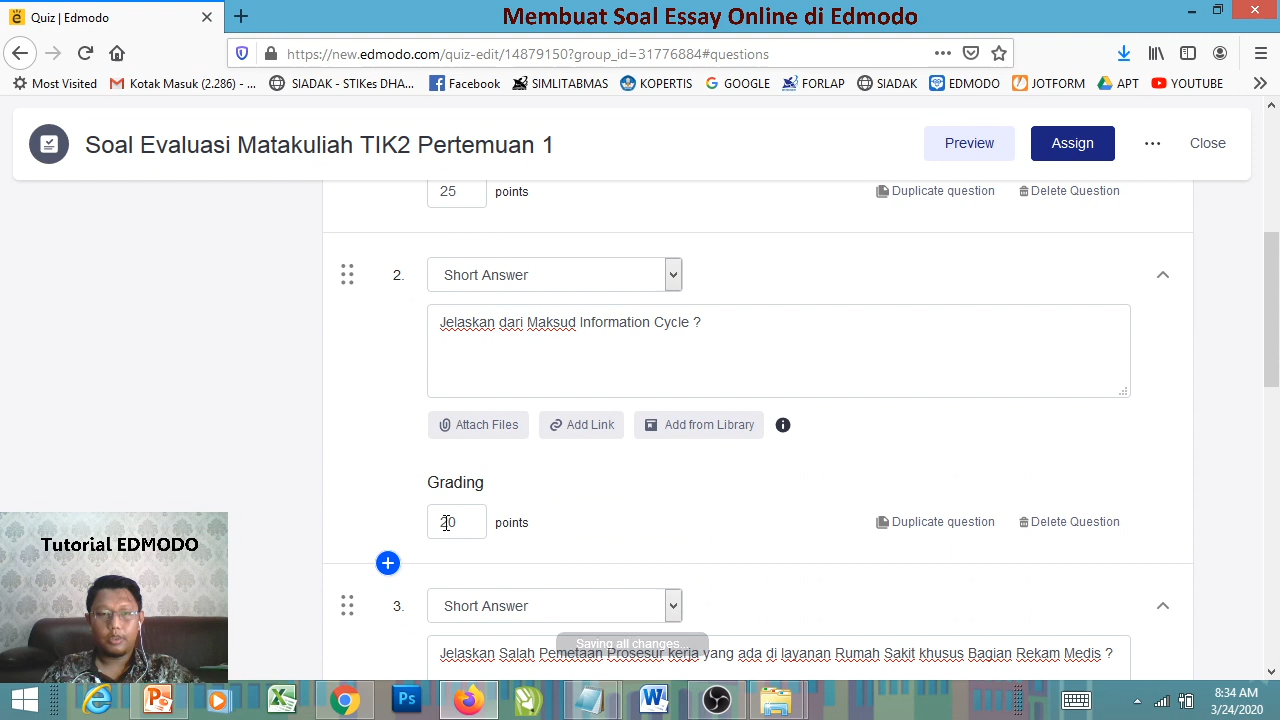 Quiz | Edmodo
Membuat Soal Essay Online di Edmodo
https://new.edmodo.com/quiz-edit/14879150?group_id=31776884#questions
Most Visited Kotak Masuk (2.286) - ... SIADAK - STIKes DHA... Facebook SIMLITABMAS KOPERTIS GOOGLE FORLAP SIADAK EDMODO JOTFORM APT YOUTUBE
Soal Evaluasi Matakuliah TIK2 Pertemuan 1
Preview
Assign
Close
25 points Duplicate question Delete Question
2. Short Answer
Jelaskan dari Maksud Information Cycle ?
Attach Files Add Link Add from Library
Grading
20 points Duplicate question Delete Question
3. Short Answer
Saving all changes...
Jelaskan Salah Pemetaan Prosesur kerja yang ada di layanan Rumah Sakit khusus Bagian Rekam Medis ?
Tutorial EDMODO
8:34 AM
3/24/2020